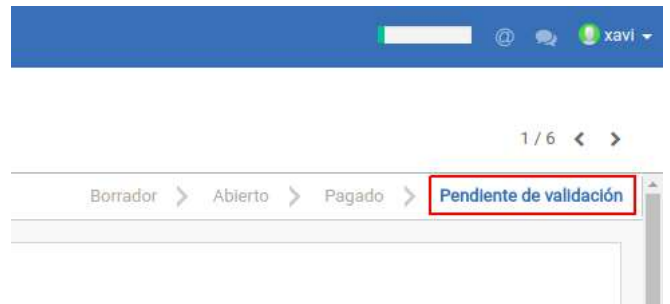 @ xavi
1 / 6
Borrador Abierto Pagado Pendiente de validación